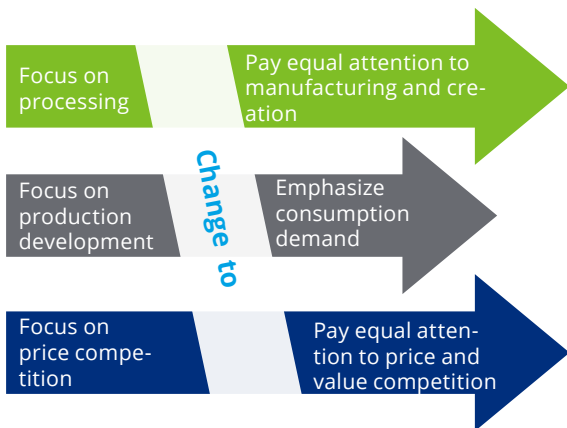 Focus on
processing
Pay equal attention to
manufacturing and cre-
ation
Change to
Focus on
production
development
Emphasize
consumption
demand
Focus on
price compe-
tition
Pay equal atten-
tion to price and
value competition